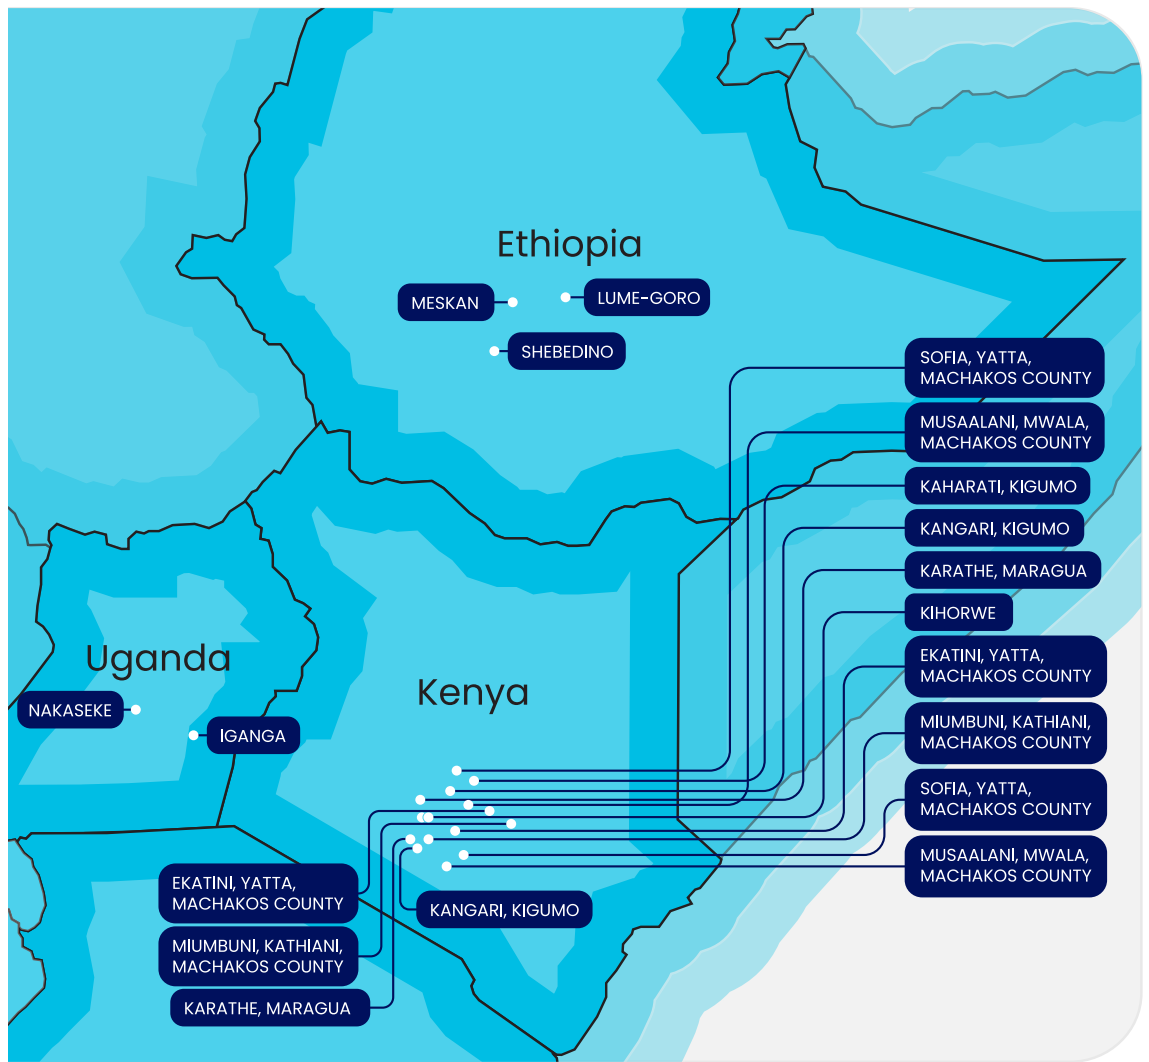 Ethiopia
MESKAN
LUME-GORO
SHEBEDINO
SOFIA, YATTA,
MACHAKOS COUNTY
MUSAALANI, MWALA,
MACHAKOS COUNTY
KAHARATI, KIGUMO
KANGARI, KIGUMO
KARATHE, MARAGUA
KIHORWE
EKATINI, YATTA,
MACHAKOS COUNTY
MIUMBUNI, KATHIANI,
MACHAKOS COUNTY
SOFIA, YATTA,
MACHAKOS COUNTY
MUSAALANI, MWALA,
MACHAKOS COUNTY
Uganda
NAKASEKE
IGANGA
Kenya
EKATINI, YATTA,
MACHAKOS COUNTY
KANGARI, KIGUMO
MIUMBUNI, KATHIANI,
MACHAKOS COUNTY
KARATHE, MARAGUA